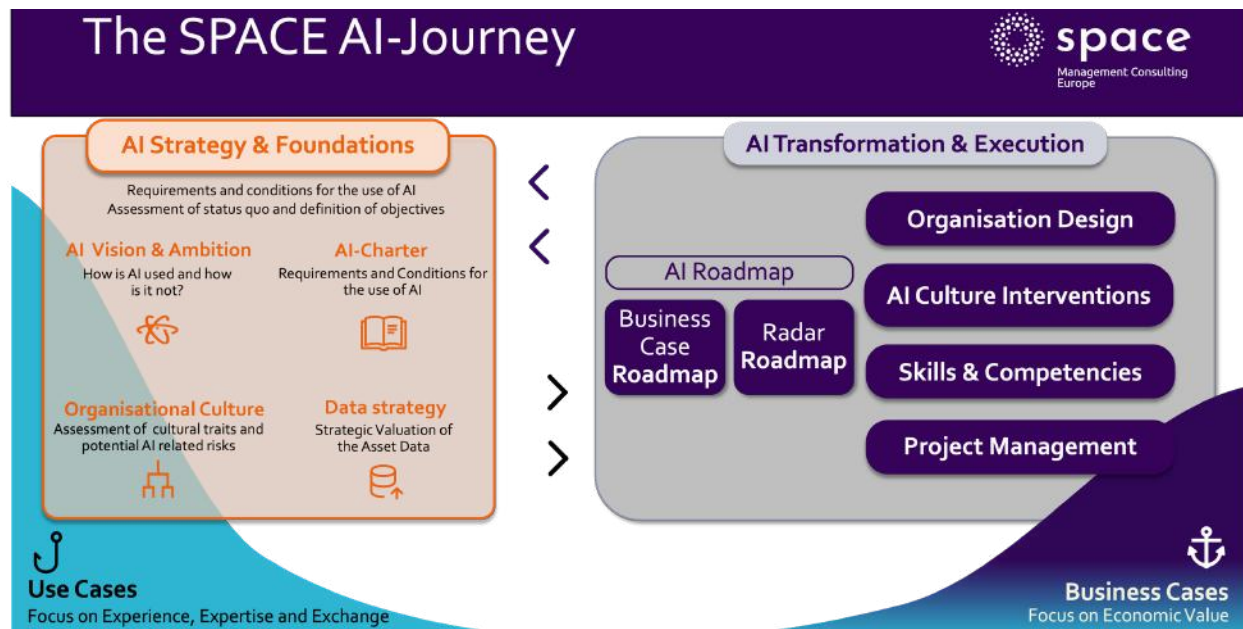 The SPACE AI-Journey
space
Management Consulting
Europe
AI Strategy & Foundations
Requirements and conditions for the use of AI
Assessment of status quo and definition of objectives
AI Vision & Ambition
How is AI used and how
is it not?
AI-Charter
Requirements and Conditions for
the use of AI
Organisational Culture
Assessment of cultural traits and
potential AI related risks
Data strategy
Strategic Valuation of
the Asset Data
AI Transformation & Execution
AI Roadmap
Business
Case
Roadmap
Radar
Roadmap
Organisation Design
AI Culture Interventions
Skills & Competencies
Project Management
Use Cases
Focus on Experience, Expertise and Exchange
Business Cases
Focus on Economic Value